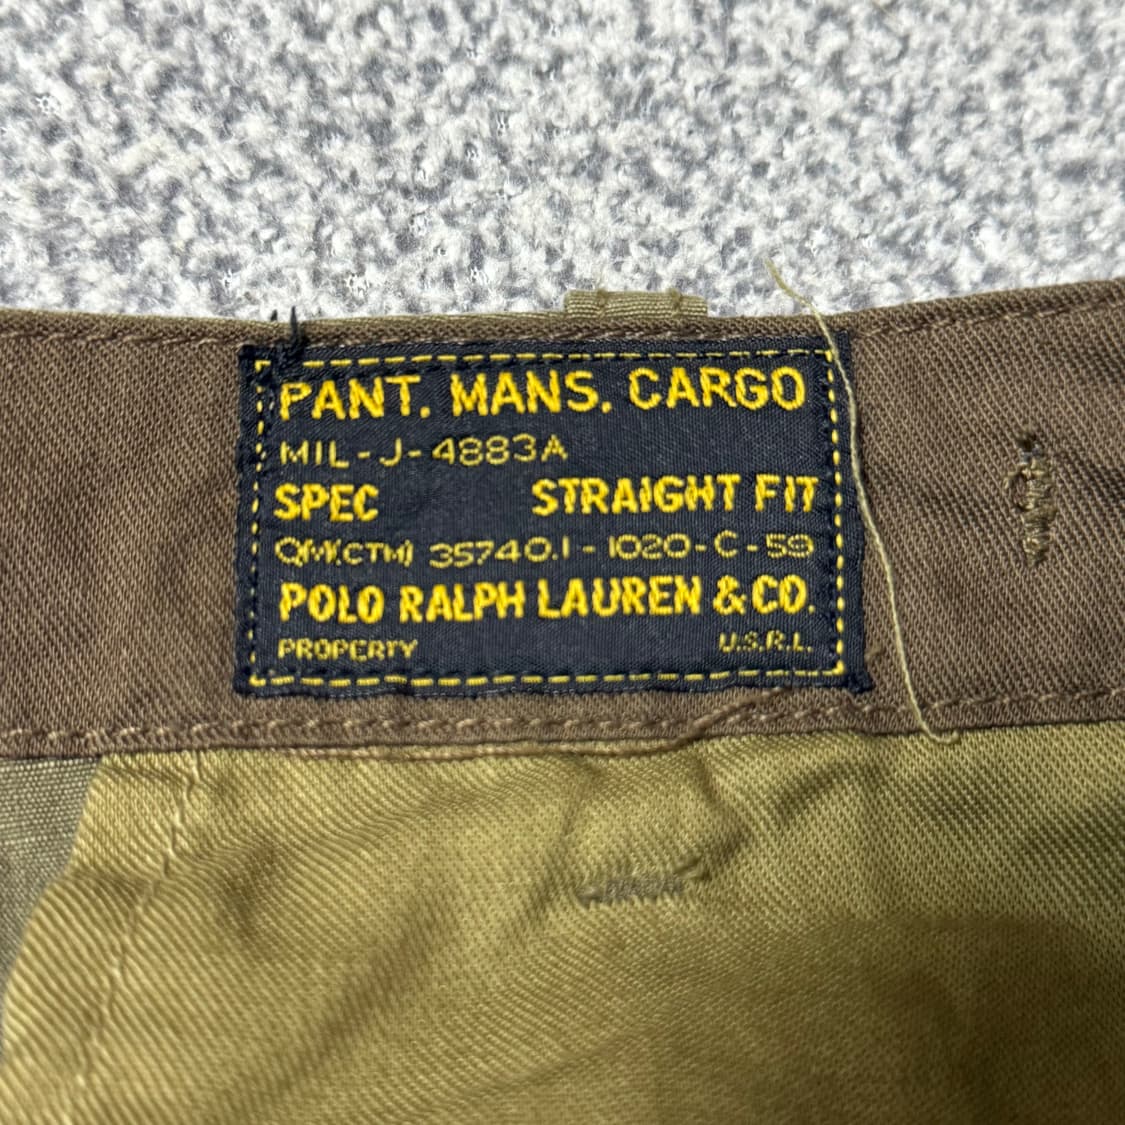 PANT, MANS, CARGO
MIL-J-4883A
SPEC STRAIGHT FIT
QM(CTM) 35740.1-1020-C-59
POLO RALPH LAUREN & CO.
PROPERTY U.S.R.L.